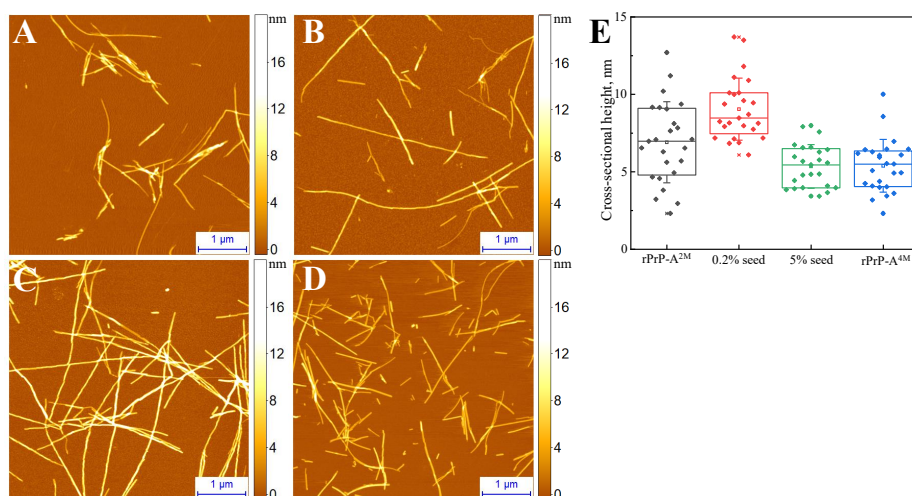 A
nm
16
12
8
4
0
1 µm
B
nm
16
12
8
4
0
1 µm
C
nm
16
12
8
4
0
1 µm
D
nm
16
12
8
4
0
1 µm
E
Cross-sectional height, nm
15
10
5
0
rPrP-A²ᴹ
0.2% seed
5% seed
rPrP-A⁴ᴹ